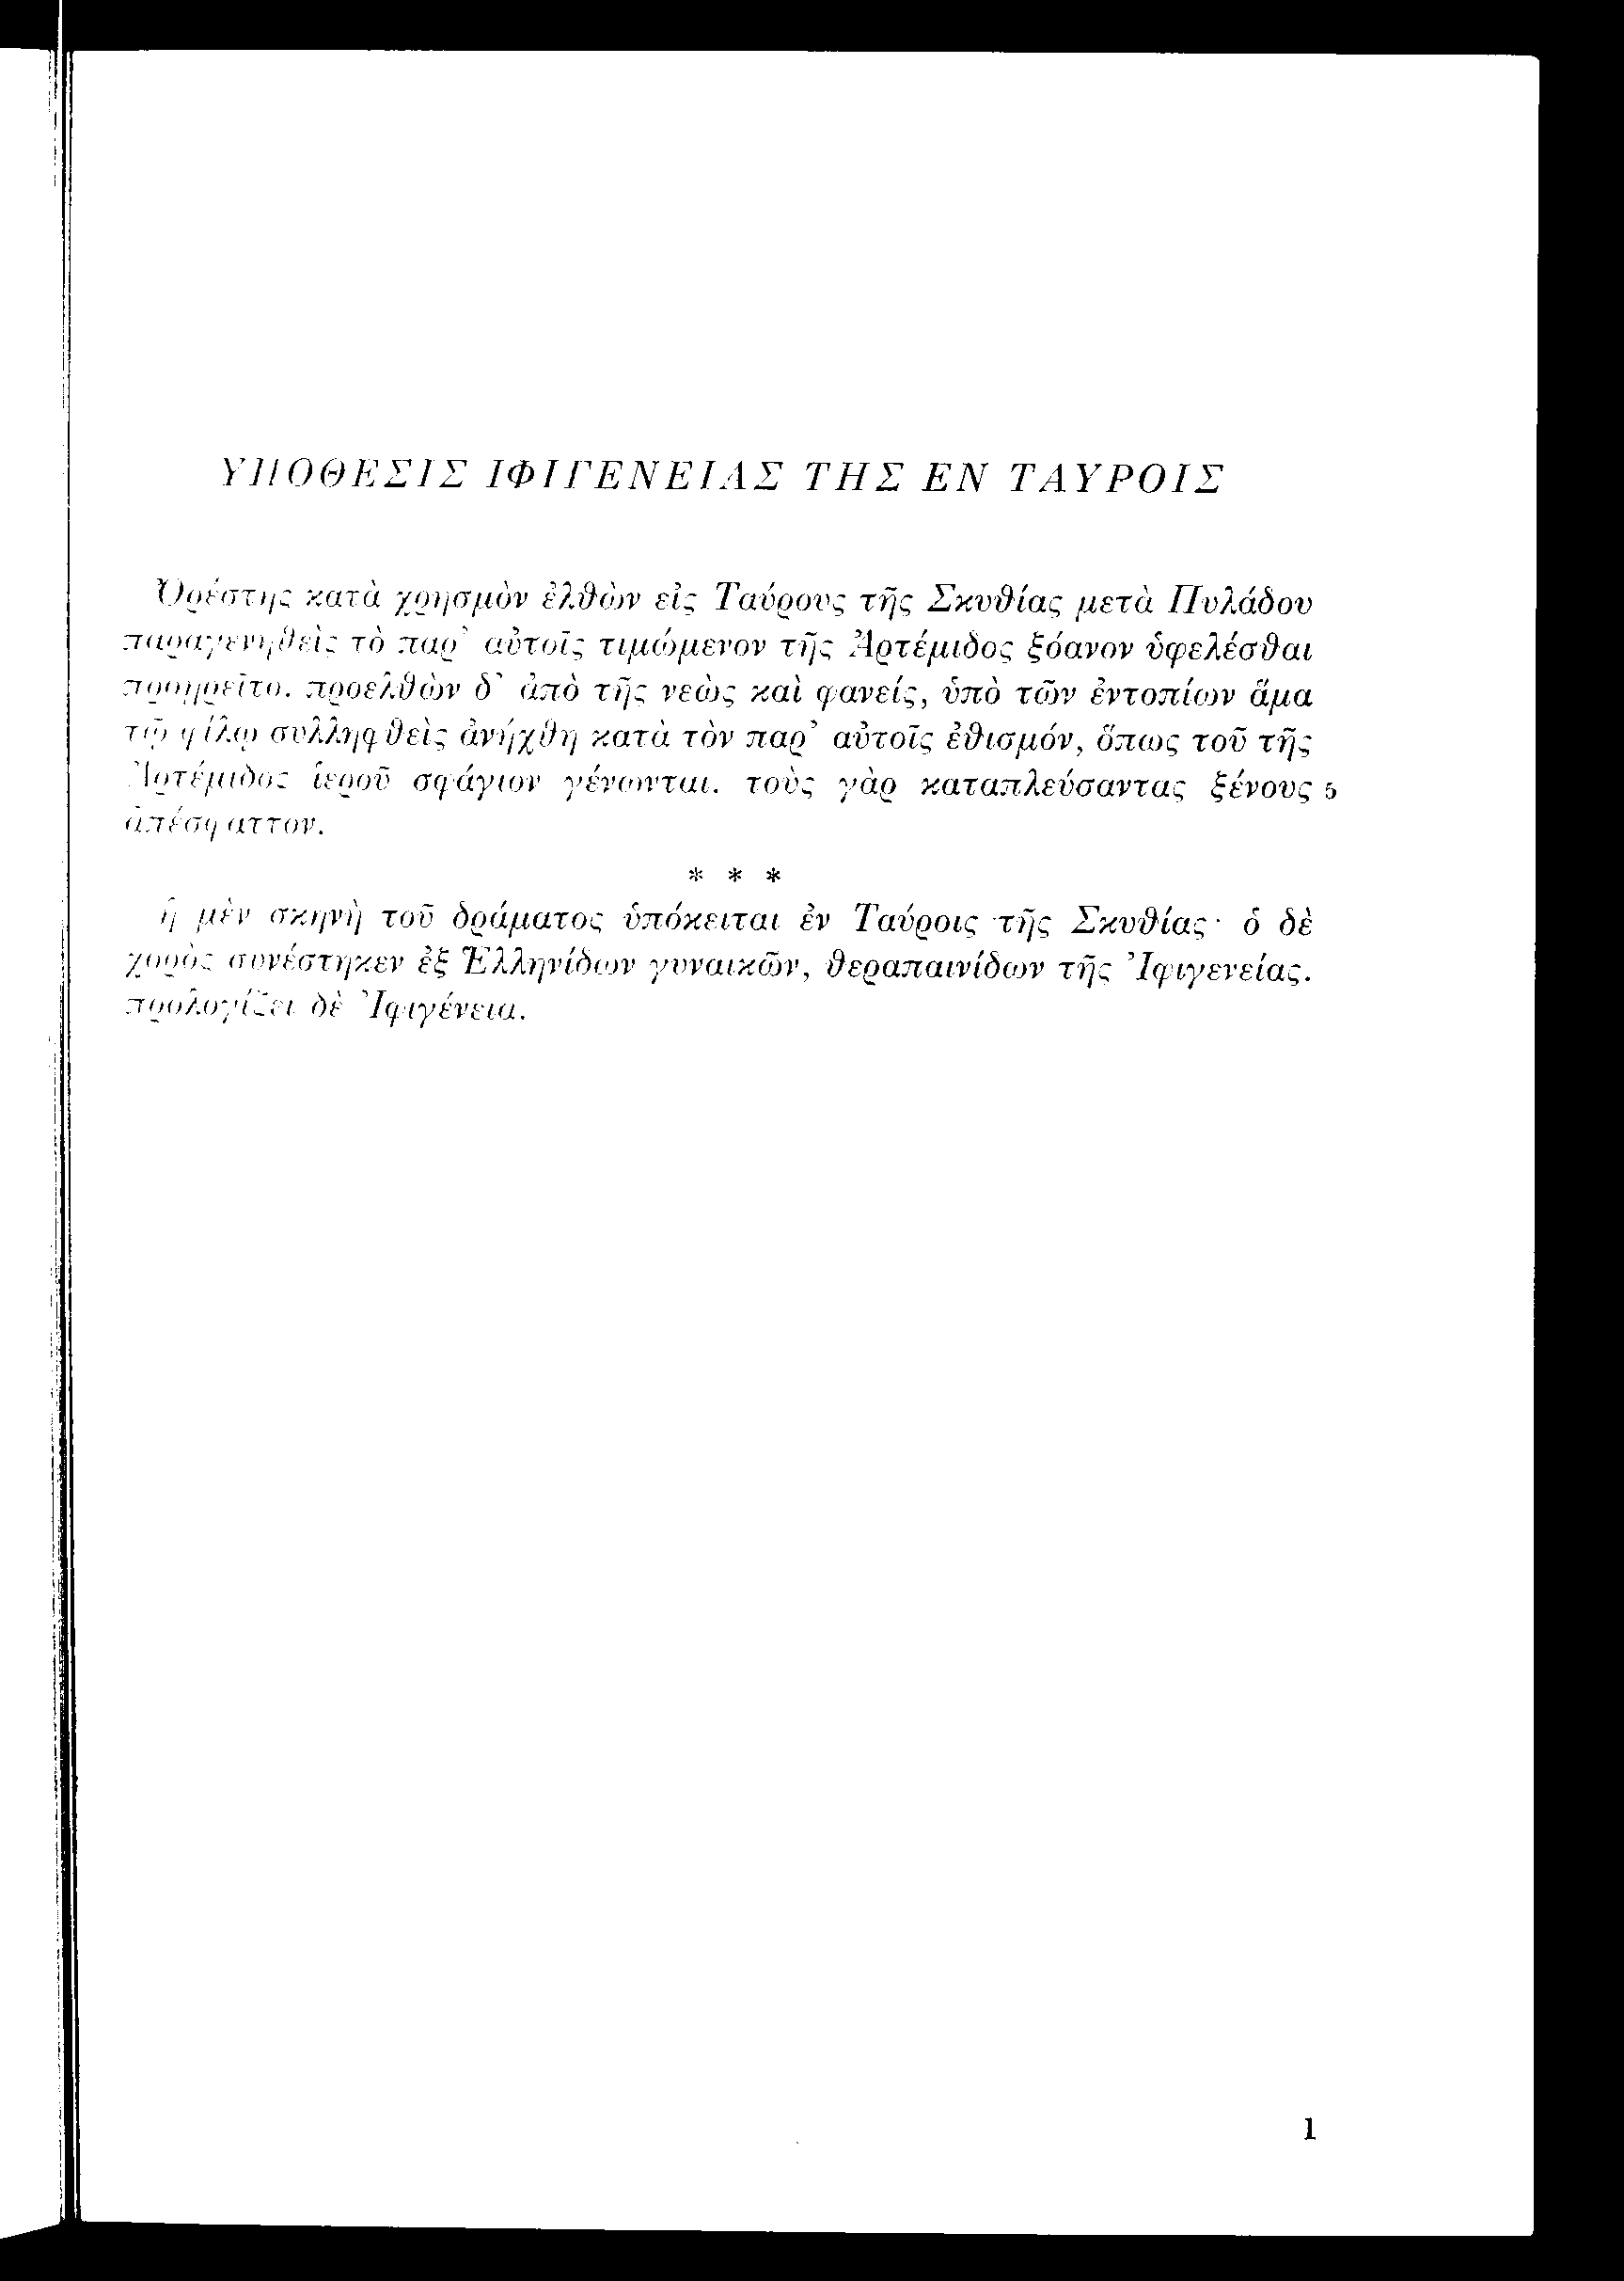 ΥΠΟΘΕΣΙΣ ΙΦΙΓΕΝΕΙΑΣ ΤΗΣ ΕΝ ΤΑΥΡΟΙΣ
Ὀρέστης κατὰ χρησμὸν ἐλθὼν εἰς Ταύρους τῆς Σκυθίας μετὰ Πυλάδου
παραγενηθεὶς τὸ παρ’ αὐτοῖς τιμώμενον τῆς Ἀρτέμιδος ξόανον ὑφελέσθαι
προῃρεῖτο. προελθὼν δ’ ἀπὸ τῆς νεὼς καὶ φανείς, ὑπὸ τῶν ἐντοπίων ἅμα
τῷ φίλῳ συλληφθεὶς ἀνήχθη κατὰ τὸν παρ’ αὐτοῖς ἐθισμόν, ὅπως τοῦ τῆς
Ἀρτέμιδος ἱεροῦ σφάγιον γένωνται. τοὺς γὰρ καταπλεύσαντας ξένους 5
ἀπέσφαττον.
* * *
ἡ μὲν σκηνὴ τοῦ δράματος ὑπόκειται ἐν Ταύροις τῆς Σκυθίας· ὁ δὲ
χορὸς συνέστηκεν ἐξ Ἑλληνίδων γυναικῶν, θεραπαινίδων τῆς Ἰφιγενείας.
προλογίζει δὲ Ἰφιγένεια.
1